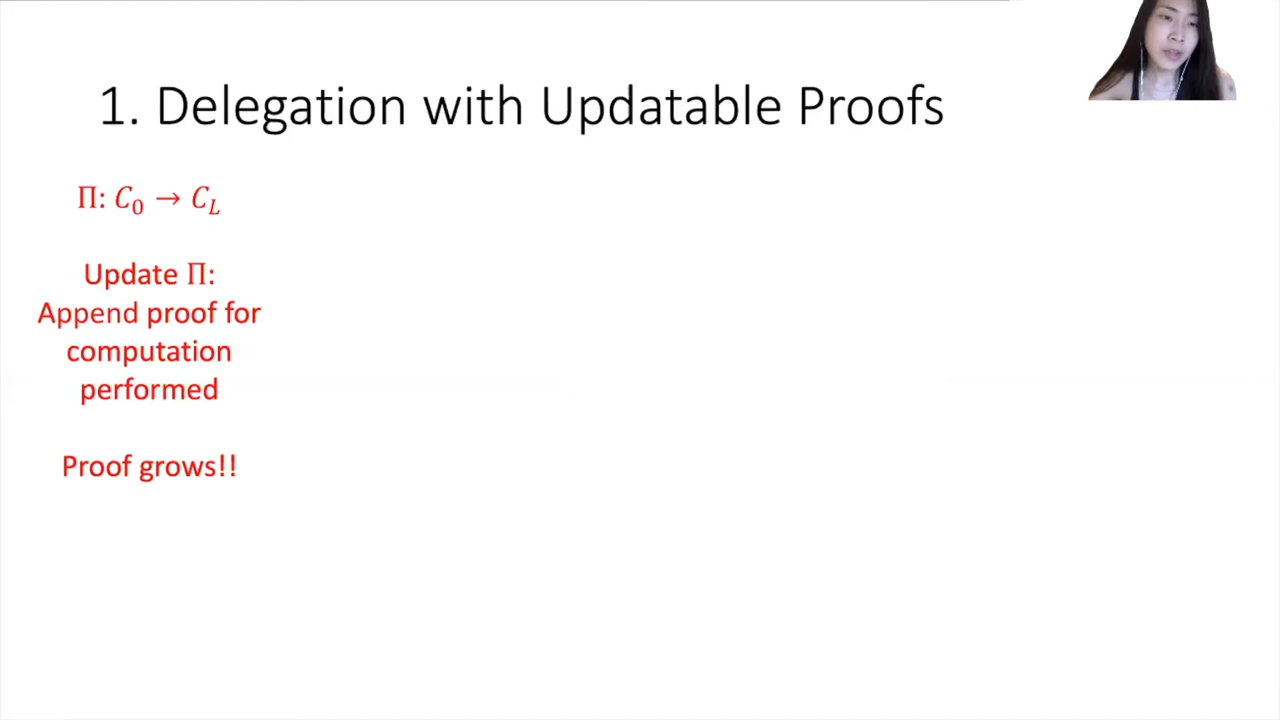 1. Delegation with Updatable Proofs
Π: C₀ → C_L
Update Π:
Append proof for
computation
performed
Proof grows!!